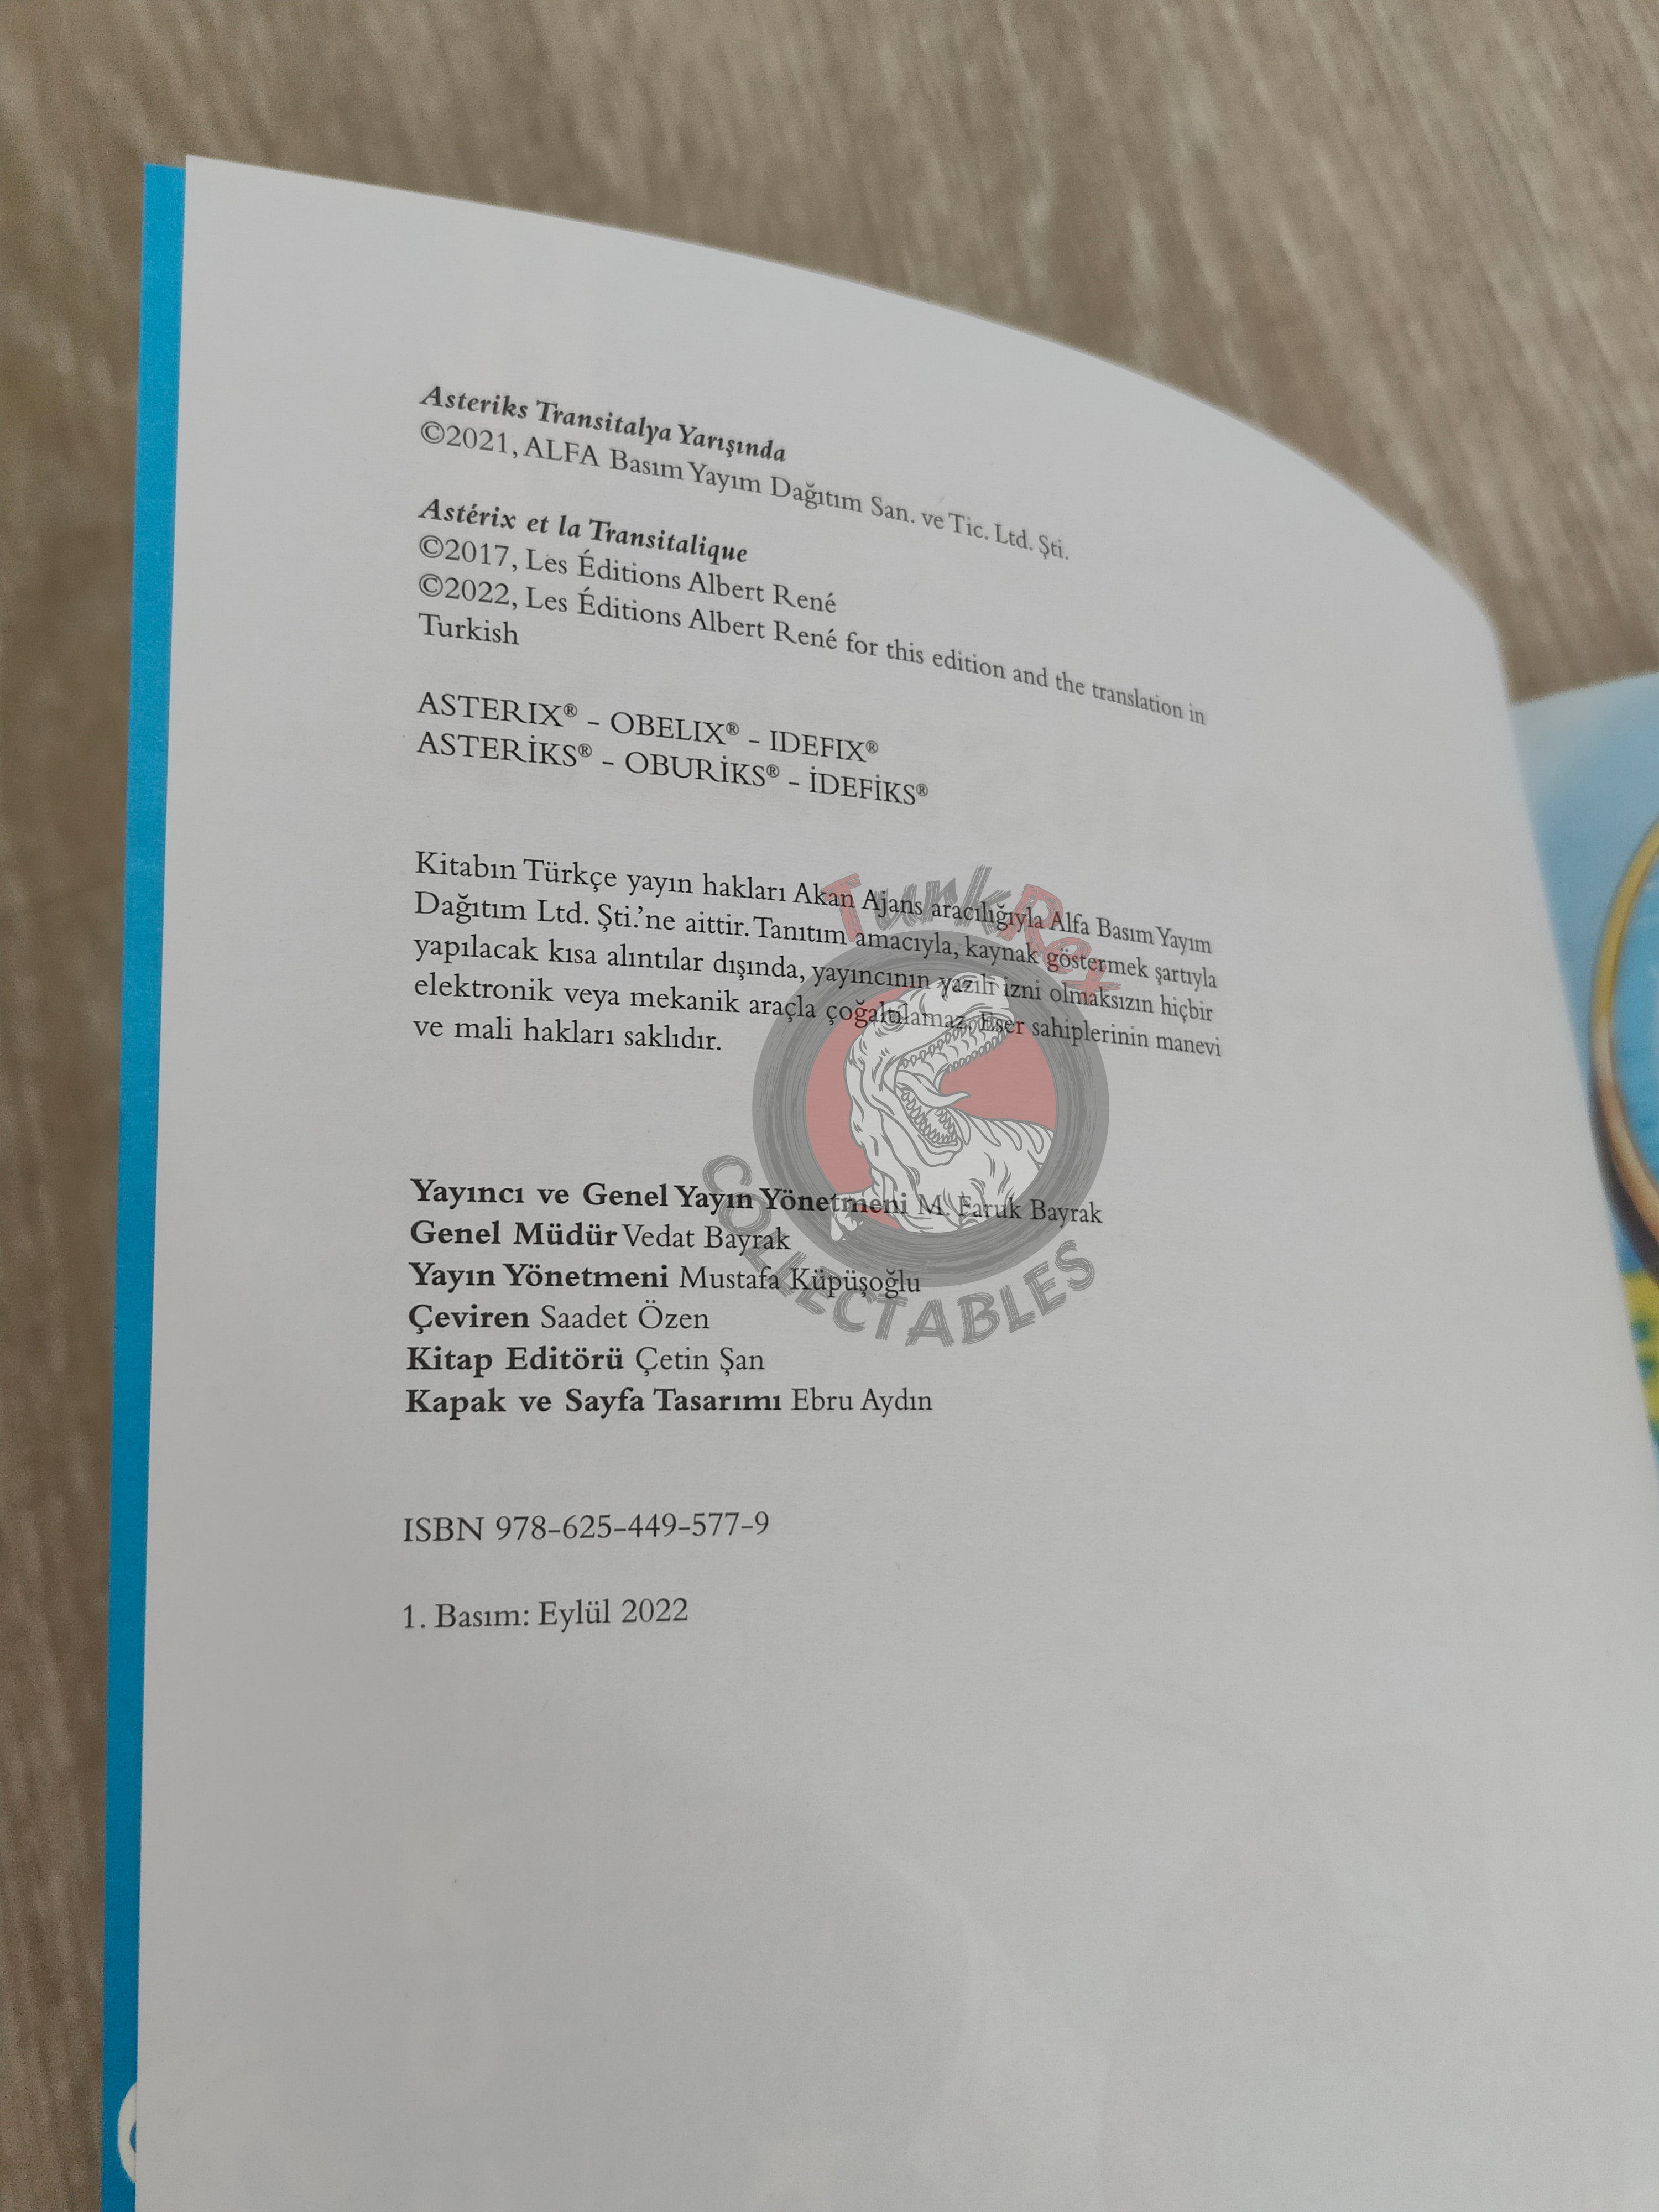 Asteriks Transitalya Yarışında
©2021, ALFA Basım Yayım Dağıtım San. ve Tic. Ltd. Şti.
Astérix et la Transitalique
©2017, Les Éditions Albert René
©2022, Les Éditions Albert René for this edition and the translation in
Turkish
ASTERIX® - OBELIX® - IDEFIX®
ASTERİKS® - OBURİKS® - İDEFİKS®
Kitabın Türkçe yayın hakları Akan Ajans aracılığıyla Alfa Basım Yayım
Dağıtım Ltd. Şti.'ne aittir. Tanıtım amacıyla, kaynak göstermek şartıyla
yapılacak kısa alıntılar dışında, yayıncının yazılı izni olmaksızın hiçbir
elektronik veya mekanik araçla çoğaltılamaz. Eser sahiplerinin manevi
ve mali hakları saklıdır.
TurkRex
COLLECTABLES
Yayıncı ve Genel Yayın Yönetmeni M. Faruk Bayrak
Genel Müdür Vedat Bayrak
Yayın Yönetmeni Mustafa Küpüşoğlu
Çeviren Saadet Özen
Kitap Editörü Çetin Şan
Kapak ve Sayfa Tasarımı Ebru Aydın
ISBN 978-625-449-577-9
1. Basım: Eylül 2022